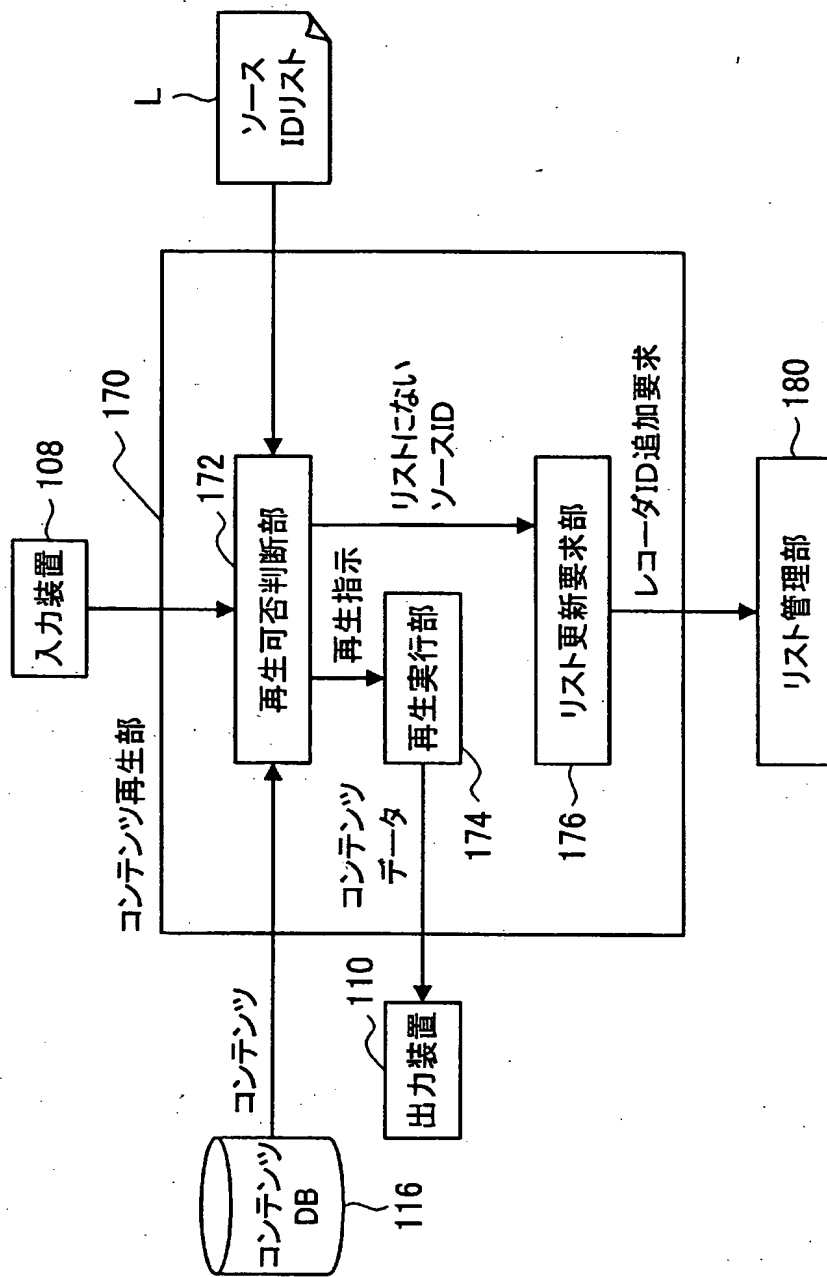 入力装置
108
コンテンツ再生部
170
L
ソース
IDリスト
コンテンツ
コンテンツ
DB
116
172
再生可否判断部
再生指示
リストにない
ソースID
コンテンツ
データ
再生実行部
174
110
出力装置
リスト更新要求部
176
レコーダID追加要求
リスト管理部
180